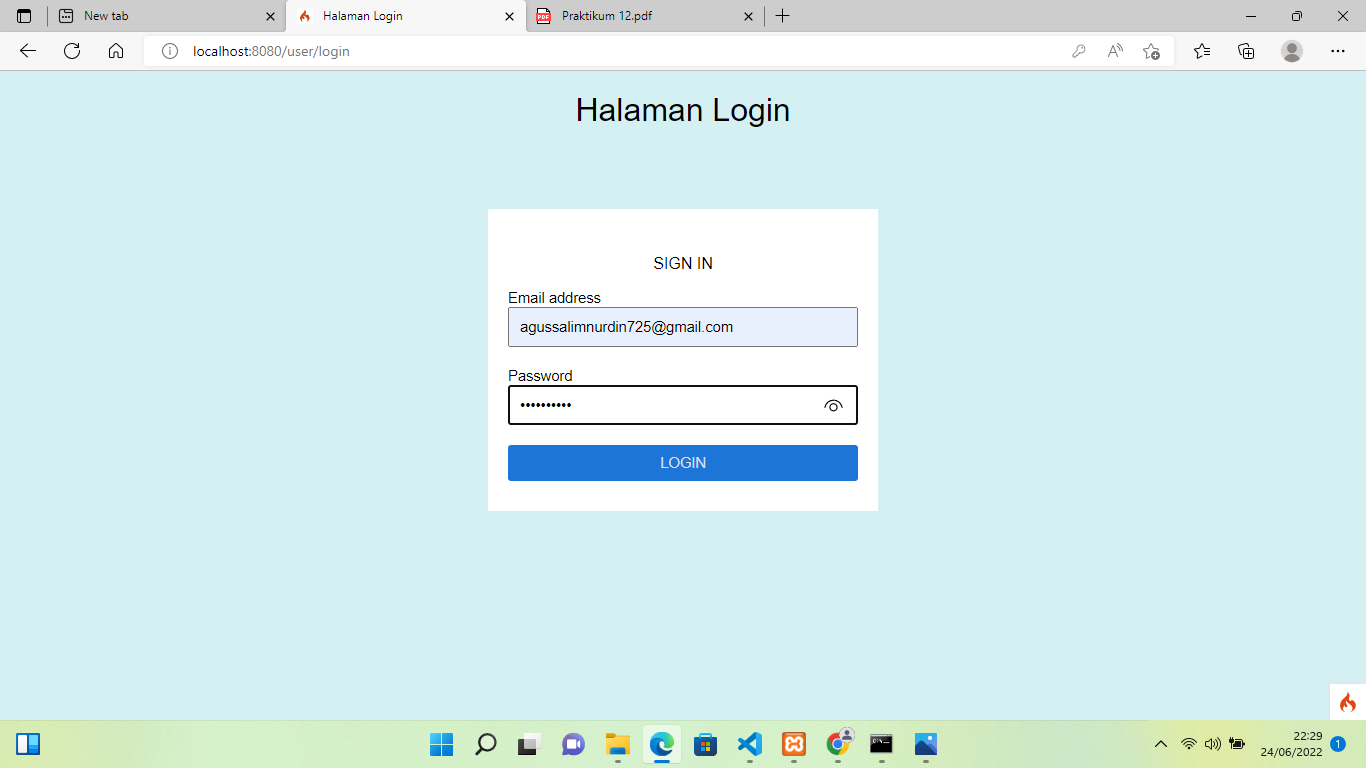 New tab
Halaman Login
Praktikum 12.pdf
localhost:8080/user/login
Halaman Login
SIGN IN
Email address
agussalimnurdin725@gmail.com
Password
••••••••••
LOGIN
22:29
24/06/2022
1